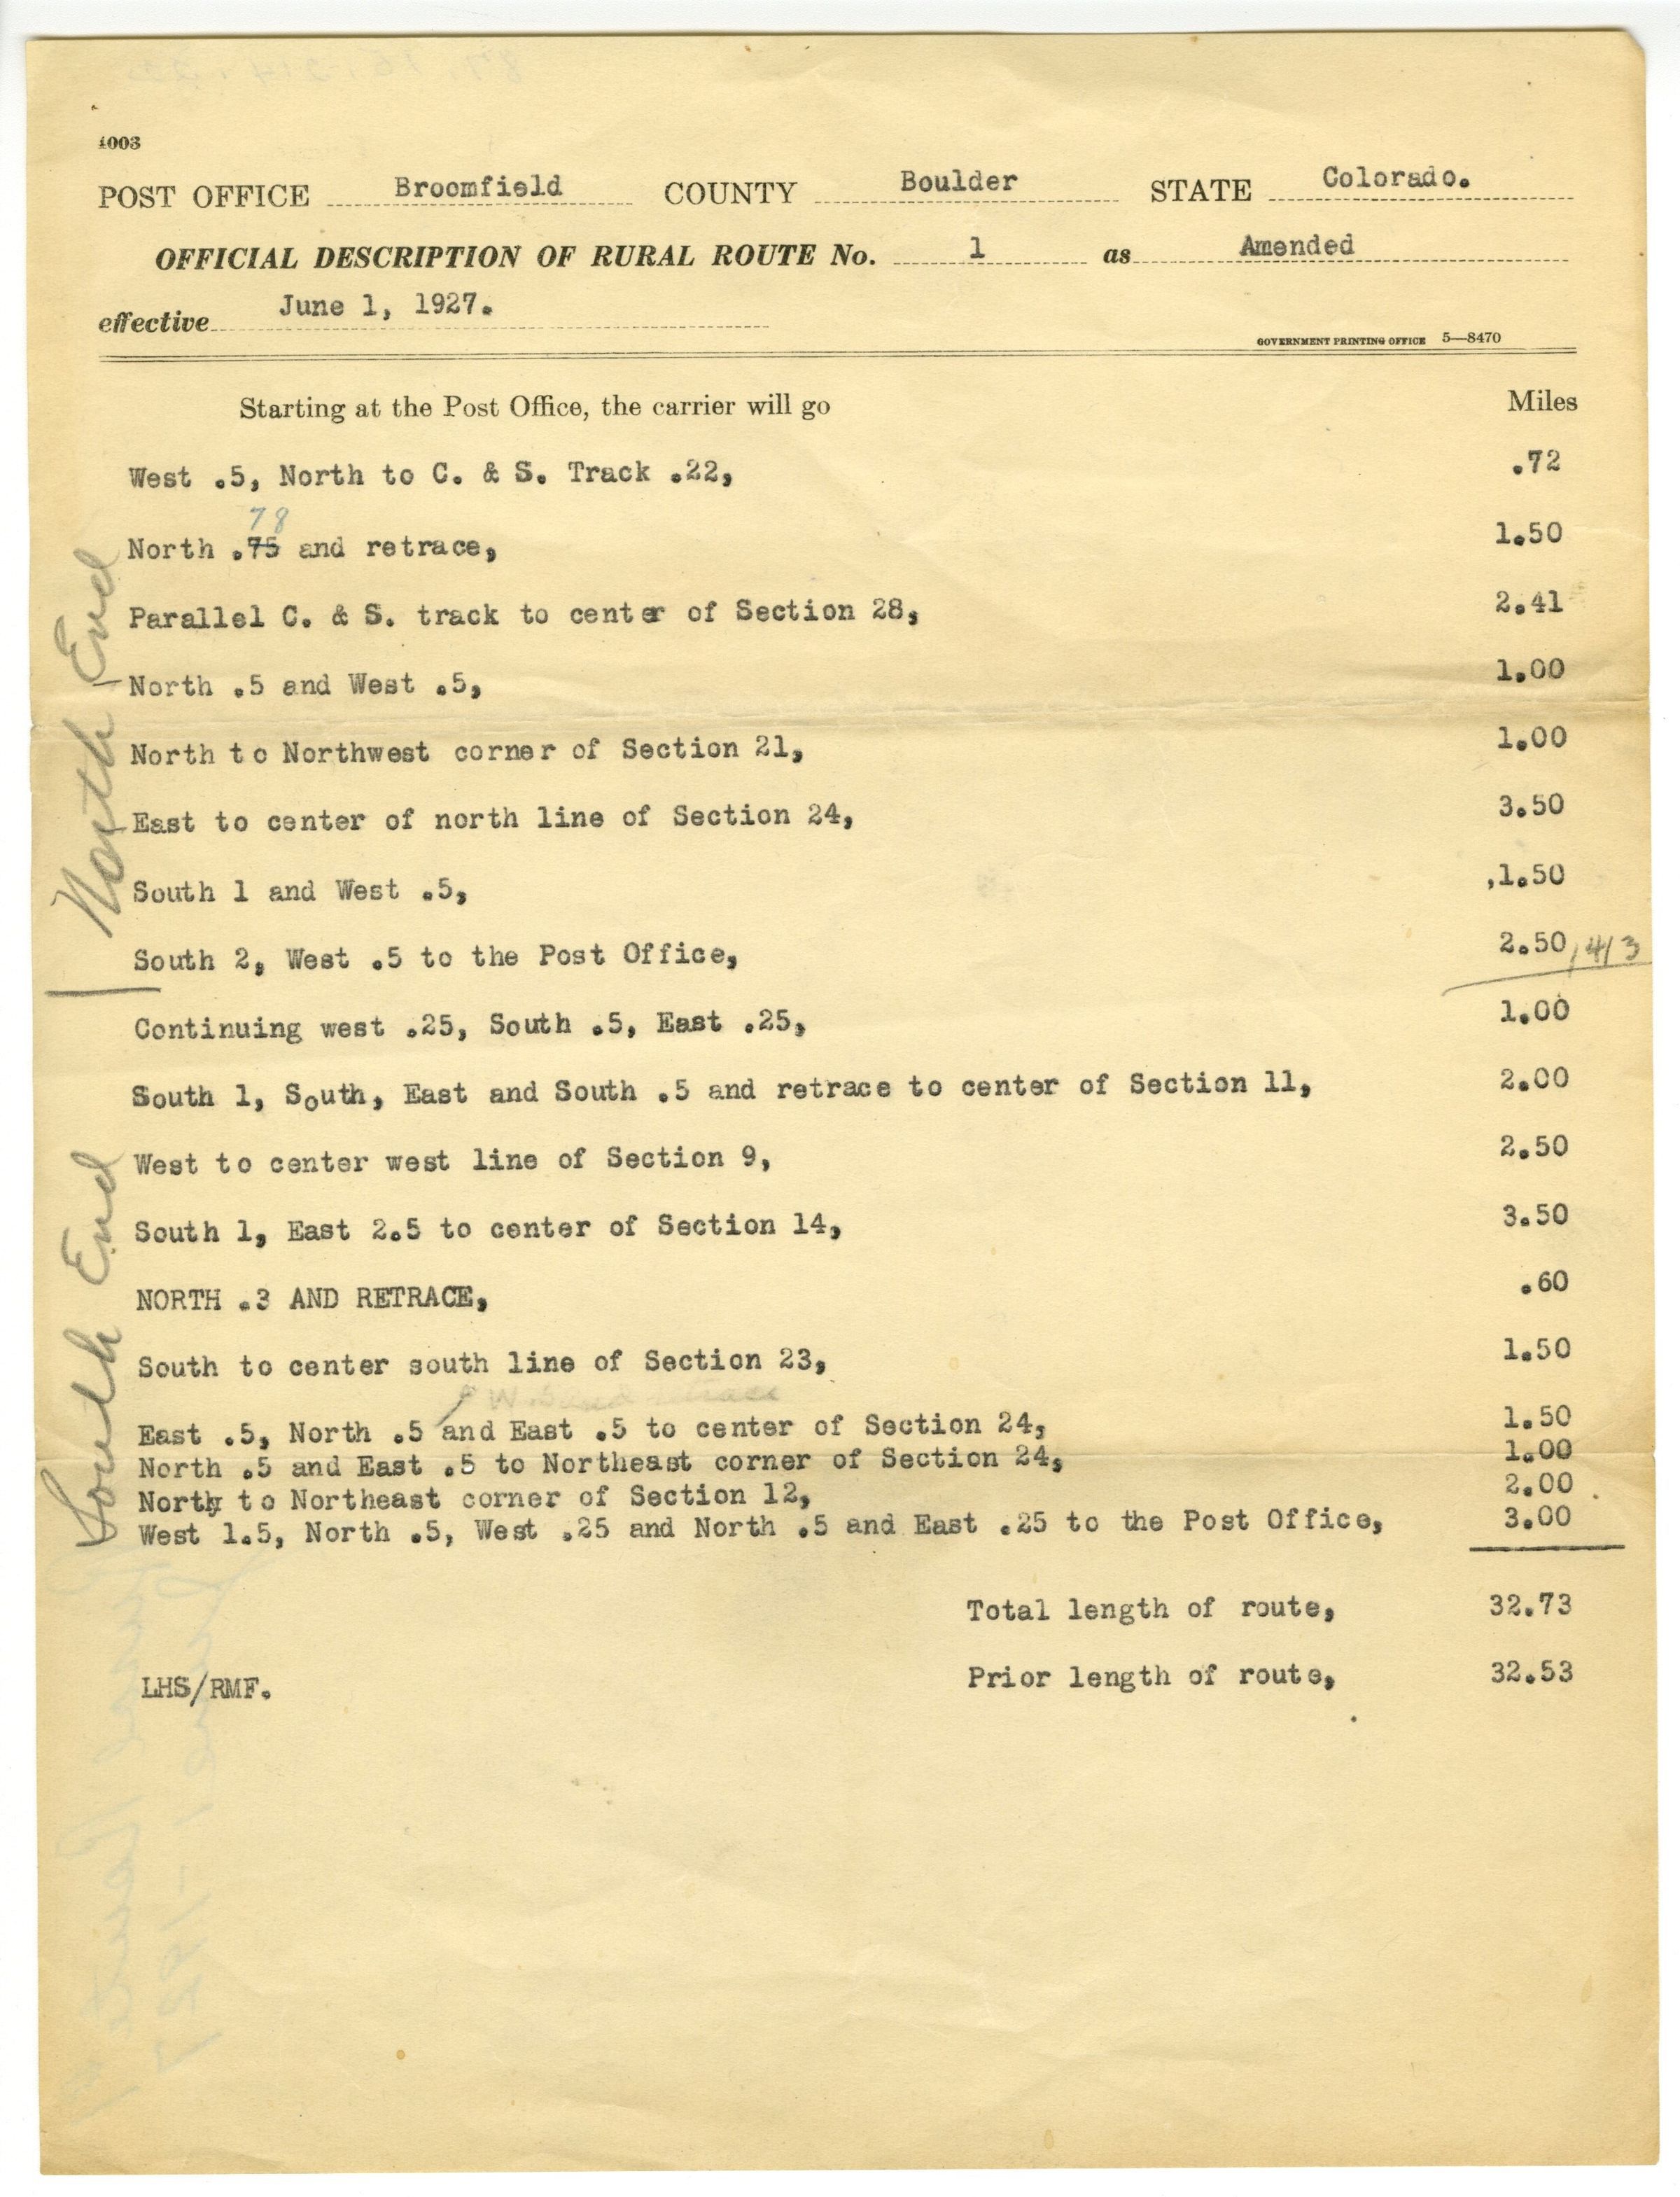 4003
POST OFFICE Broomfield COUNTY Boulder STATE Colorado.
OFFICIAL DESCRIPTION OF RURAL ROUTE No. 1 as Amended
effective June 1, 1927.
GOVERNMENT PRINTING OFFICE 5—8470
Starting at the Post Office, the carrier will go Miles
West .5, North to C. & S. Track .22, .72
78
North .75 and retrace, 1.50
Parallel C. & S. track to center of Section 28, 2.41
North .5 and West .5, 1.00
North to Northwest corner of Section 21, 1.00
East to center of north line of Section 24, 3.50
South 1 and West .5, 1.50
South 2, West .5 to the Post Office, 2.50 1413
North End
Continuing west .25, South .5, East .25, 1.00
South 1, South, East and South .5 and retrace to center of Section 11, 2.00
West to center west line of Section 9, 2.50
South 1, East 2.5 to center of Section 14, 3.50
NORTH .3 AND RETRACE, .60
South to center south line of Section 23, 1.50
East .5, North .5 and East .5 to center of Section 24, 1.50
North .5 and East .5 to Northeast corner of Section 24, 1.00
North to Northeast corner of Section 12, 2.00
West 1.5, North .5, West .25 and North .5 and East .25 to the Post Office, 3.00
South End
Total length of route, 32.73
LHS/RMF. Prior length of route, 32.53